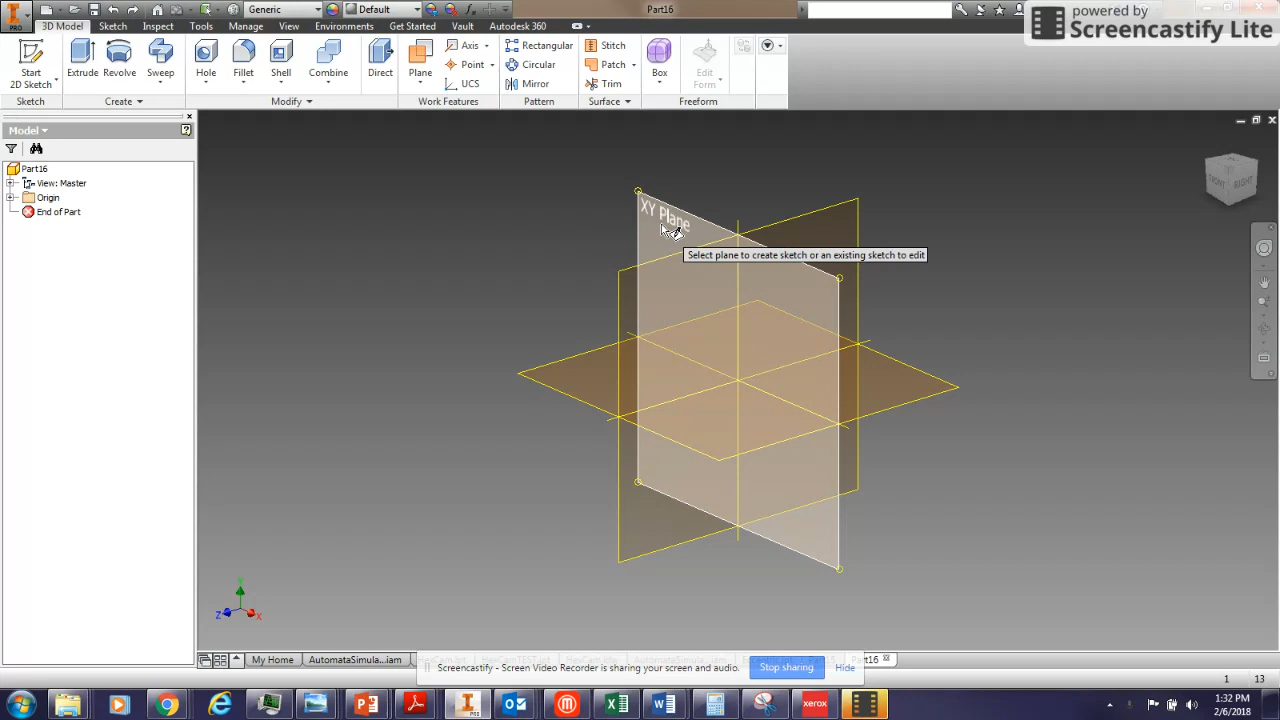 PRO
Generic
Default
Part16
powered by
Screencastify Lite
3D Model
Sketch
Inspect
Tools
Manage
View
Environments
Get Started
Vault
Autodesk 360
Start
2D Sketch
Extrude
Revolve
Sweep
Hole
Fillet
Shell
Combine
Direct
Plane
Axis
Point
UCS
Rectangular
Circular
Mirror
Stitch
Patch
Trim
Box
Edit
Form
Sketch
Create
Modify
Work Features
Pattern
Surface
Freeform
Model
Part16
View: Master
Origin
End of Part
XY Plane
Select plane to create sketch or an existing sketch to edit
FRONT
RIGHT
Y
Z
X
My Home
AutomataSimula...iam
Part16
Screencastify - Screen Video Recorder is sharing your screen and audio.
Stop sharing
Hide
1
13
xerox
1:32 PM
2/6/2018